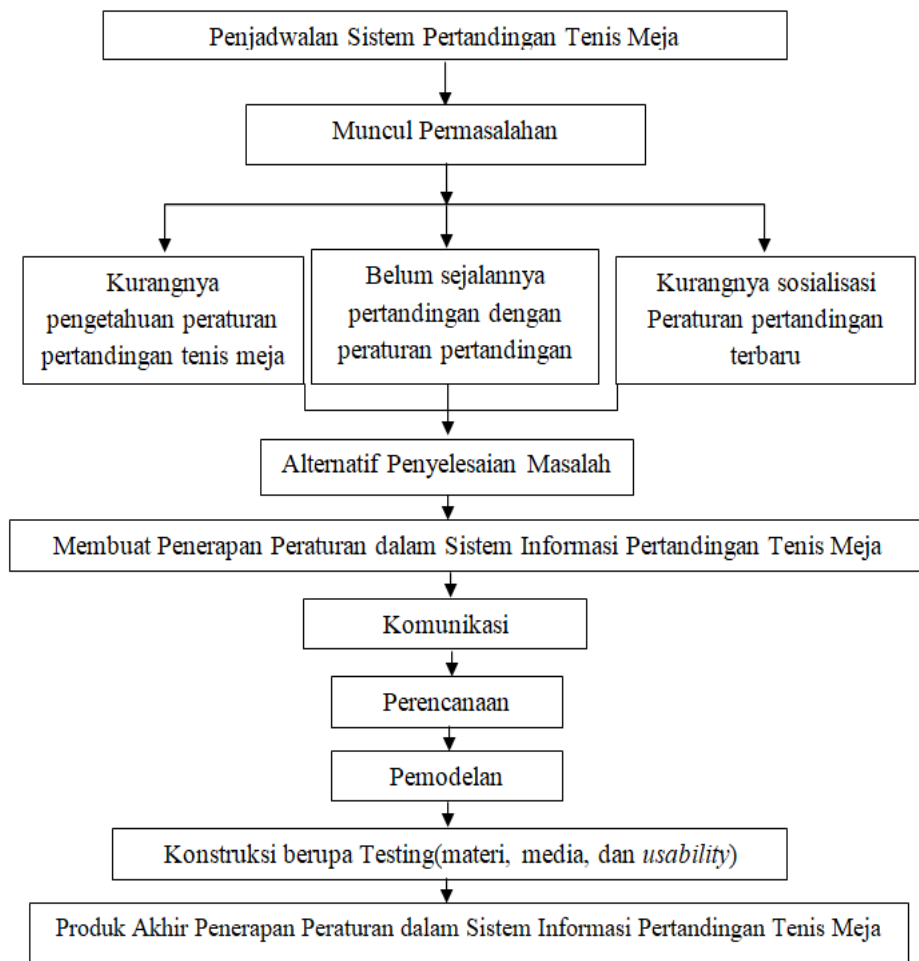 Penjadwalan Sistem Pertandingan Tenis Meja
Muncul Permasalahan
Kurangnya
pengetahuan peraturan
pertandingan tenis meja
Belum sejalannya
pertandingan dengan
peraturan pertandingan
Kurangnya sosialisasi
Peraturan pertandingan
terbaru
Alternatif Penyelesaian Masalah
Membuat Penerapan Peraturan dalam Sistem Informasi Pertandingan Tenis Meja
Komunikasi
Perencanaan
Pemodelan
Konstruksi berupa Testing(materi, media, dan usability)
Produk Akhir Penerapan Peraturan dalam Sistem Informasi Pertandingan Tenis Meja